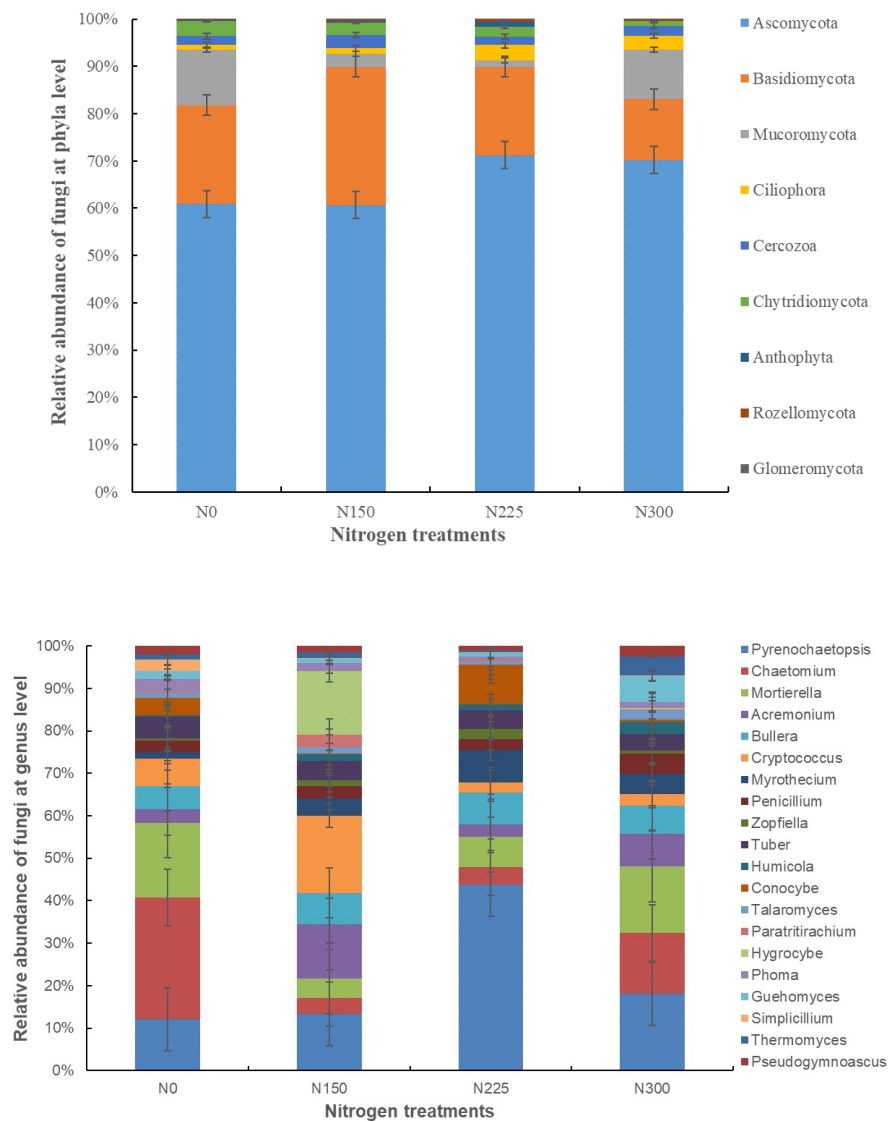 Relative abundance of fungi at phyla level
100%
90%
80%
70%
60%
50%
40%
30%
20%
10%
0%
N0 N150 N225 N300
Nitrogen treatments
Ascomycota
Basidiomycota
Mucoromycota
Ciliophora
Cercozoa
Chytridiomycota
Anthophyta
Rozellomycota
Glomeromycota
Relative abundance of fungi at genus level
100%
90%
80%
70%
60%
50%
40%
30%
20%
10%
0%
N0 N150 N225 N300
Nitrogen treatments
Pyrenochaetopsis
Chaetomium
Mortierella
Acremonium
Bullera
Cryptococcus
Myrothecium
Penicillium
Zopfiella
Tuber
Humicola
Conocybe
Talaromyces
Paratritirachium
Hygrocybe
Phoma
Guehomyces
Simplicillium
Thermomyces
Pseudogymnoascus